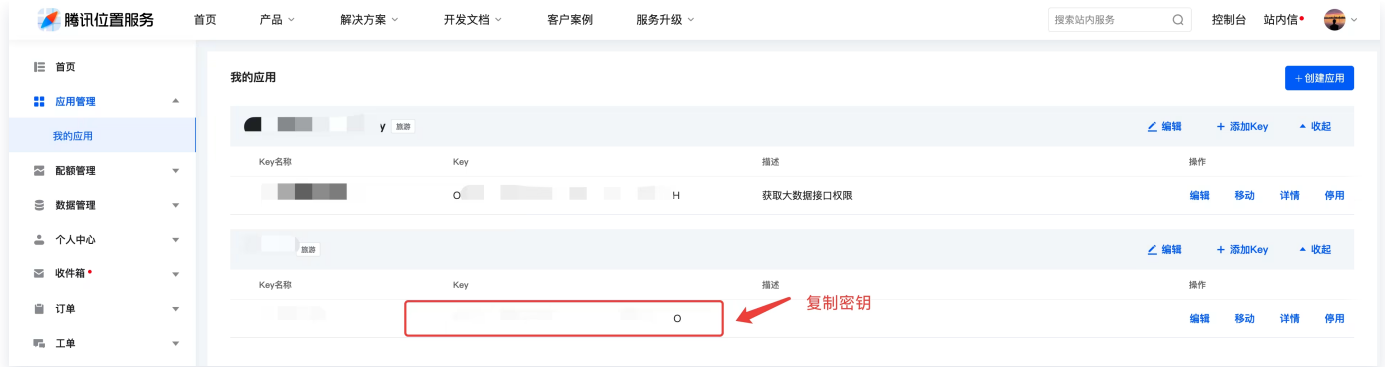 腾讯位置服务 首页 产品 解决方案 开发文档 客户案例 服务升级 搜索站内服务 控制台 站内信
首页
应用管理
我的应用
配额管理
数据管理
个人中心
收件箱
订单
工单
我的应用 +创建应用
y 旅游 编辑 + 添加Key 收起
Key名称 Key 描述 操作
O H 获取大数据接口权限 编辑 移动 详情 停用
旅游 编辑 + 添加Key 收起
Key名称 Key 描述 操作
O 编辑 移动 详情 停用
复制密钥